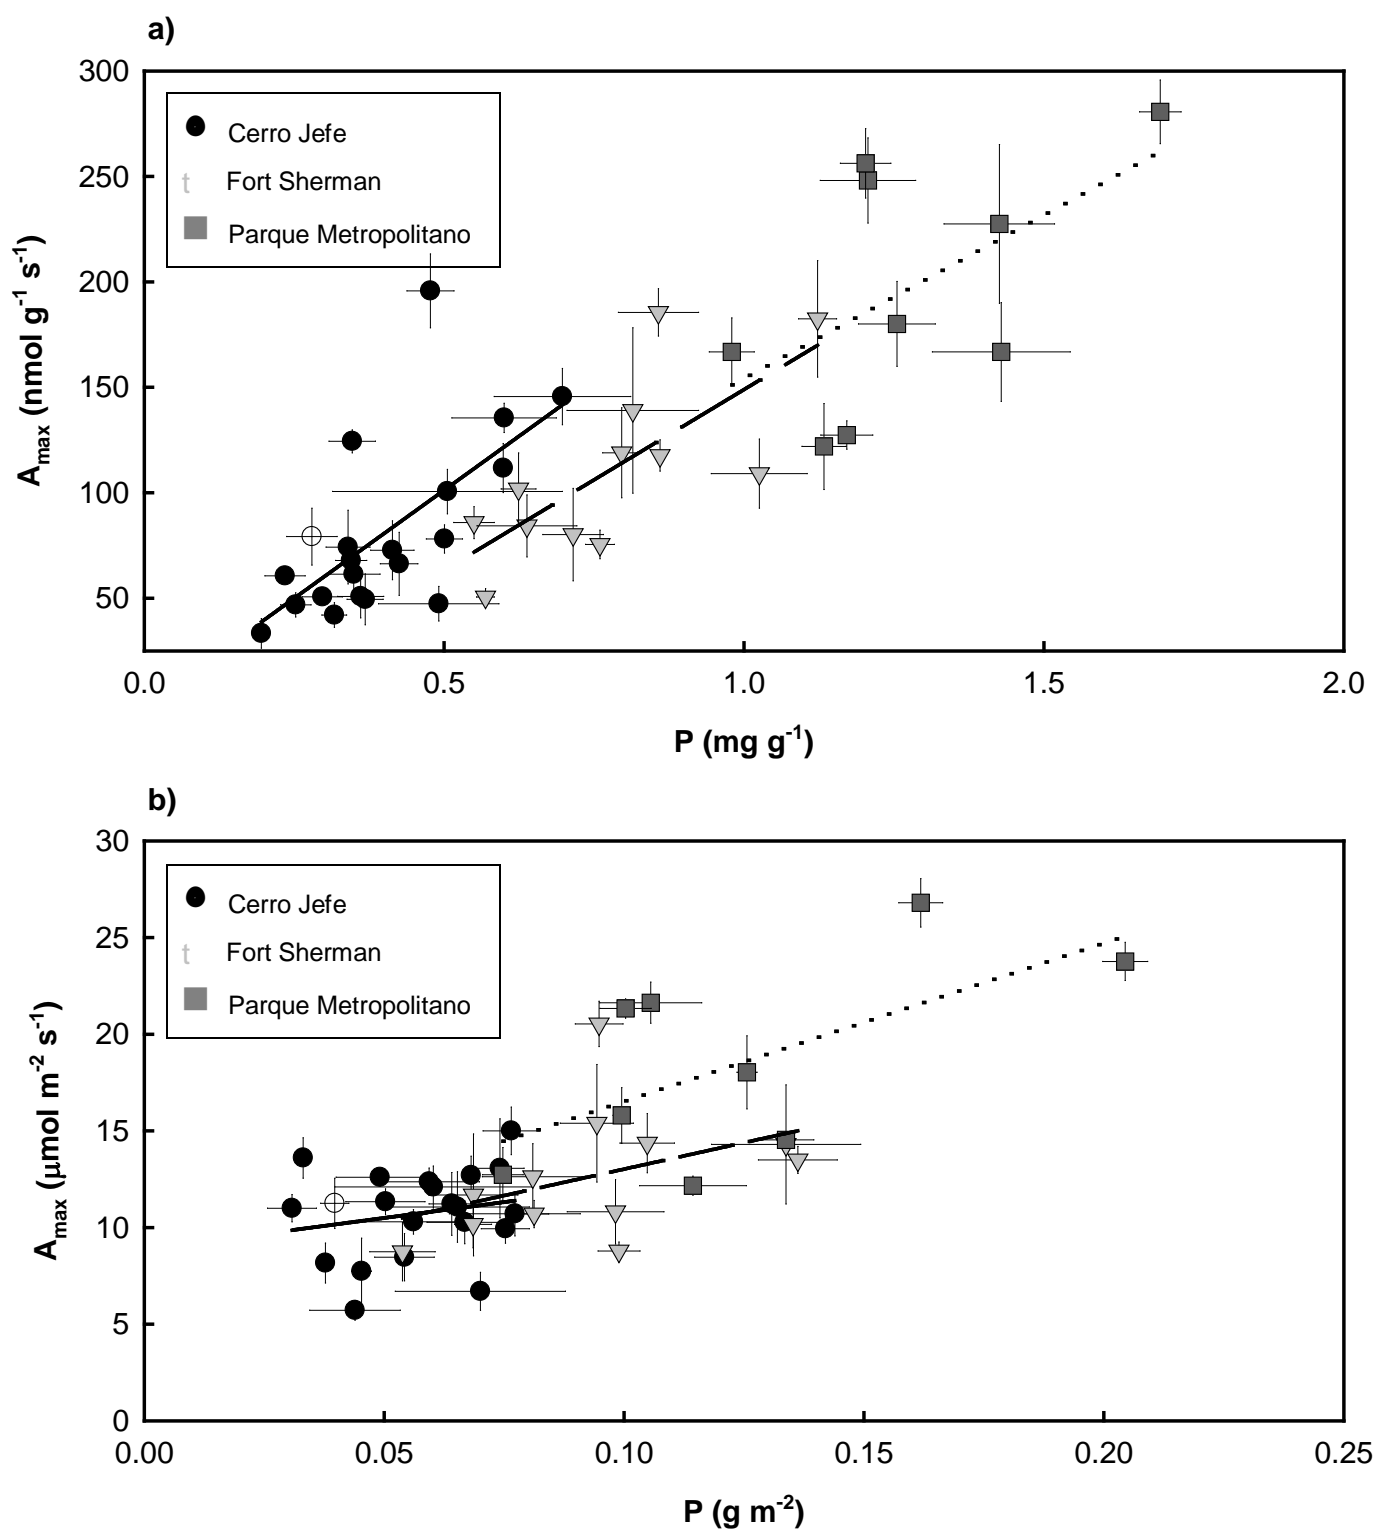 a)
300
250
200
150
100
50
Cerro Jefe
t Fort Sherman
Parque Metropolitano
A_max (nmol g⁻¹ s⁻¹)
0.0 0.5 1.0 1.5 2.0
P (mg g⁻¹)
b)
30
25
20
15
10
5
0
Cerro Jefe
t Fort Sherman
Parque Metropolitano
A_max (μmol m⁻² s⁻¹)
0.00 0.05 0.10 0.15 0.20 0.25
P (g m⁻²)